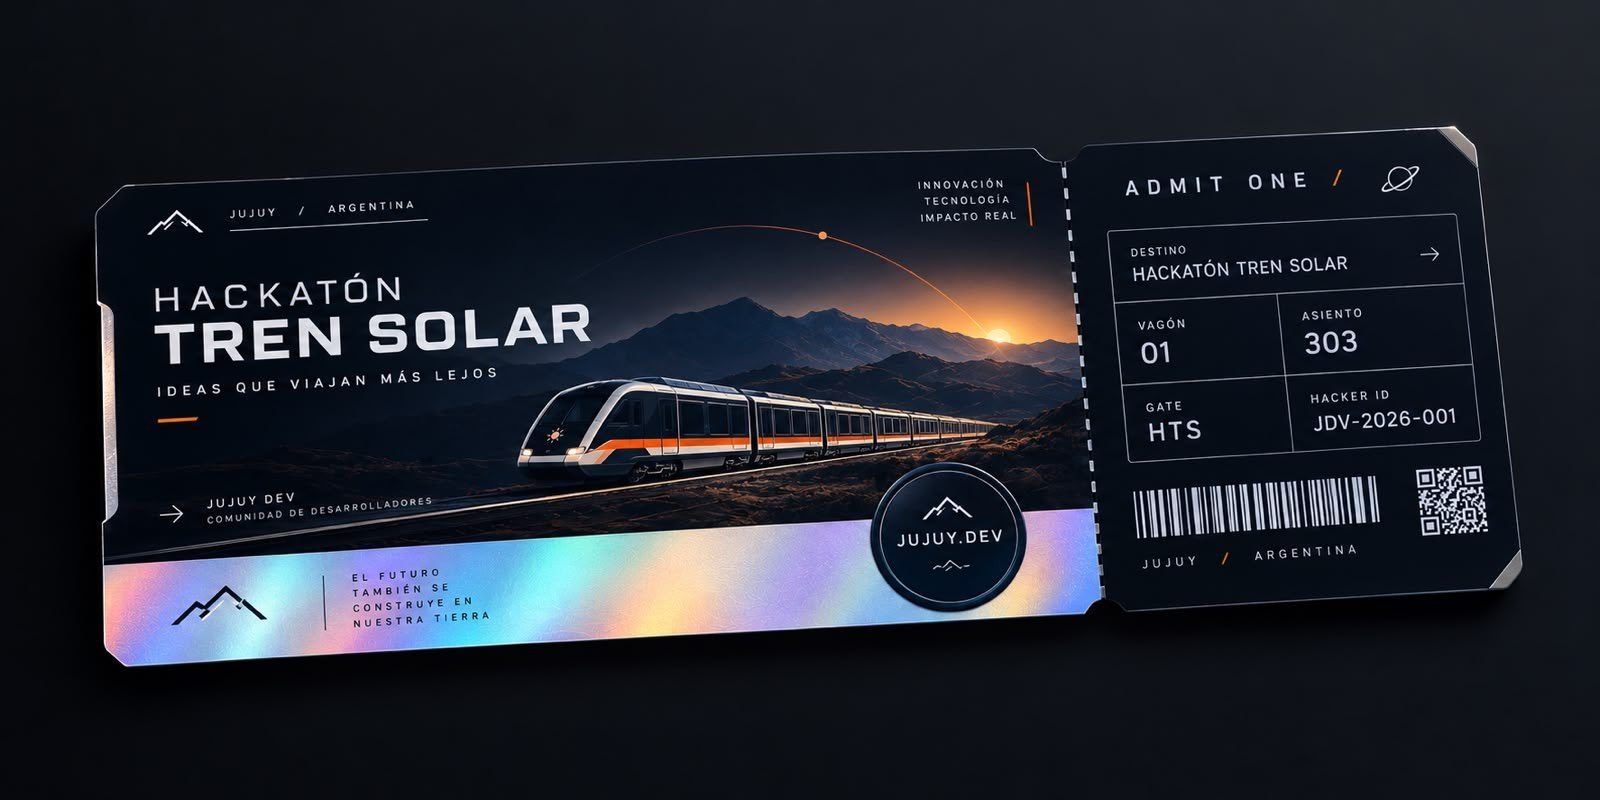 JUJUY / ARGENTINA
INNOVACIÓN
TECNOLOGÍA
IMPACTO REAL
HACKATÓN
TREN SOLAR
IDEAS QUE VIAJAN MÁS LEJOS
JUJUY DEV
COMUNIDAD DE DESARROLLADORES
EL FUTURO
TAMBIÉN SE
CONSTRUYE EN
NUESTRA TIERRA
JUJUY.DEV
ADMIT ONE /
DESTINO
HACKATÓN TREN SOLAR
VAGÓN
01
ASIENTO
303
GATE
HTS
HACKER ID
JDV-2026-001
JUJUY / ARGENTINA